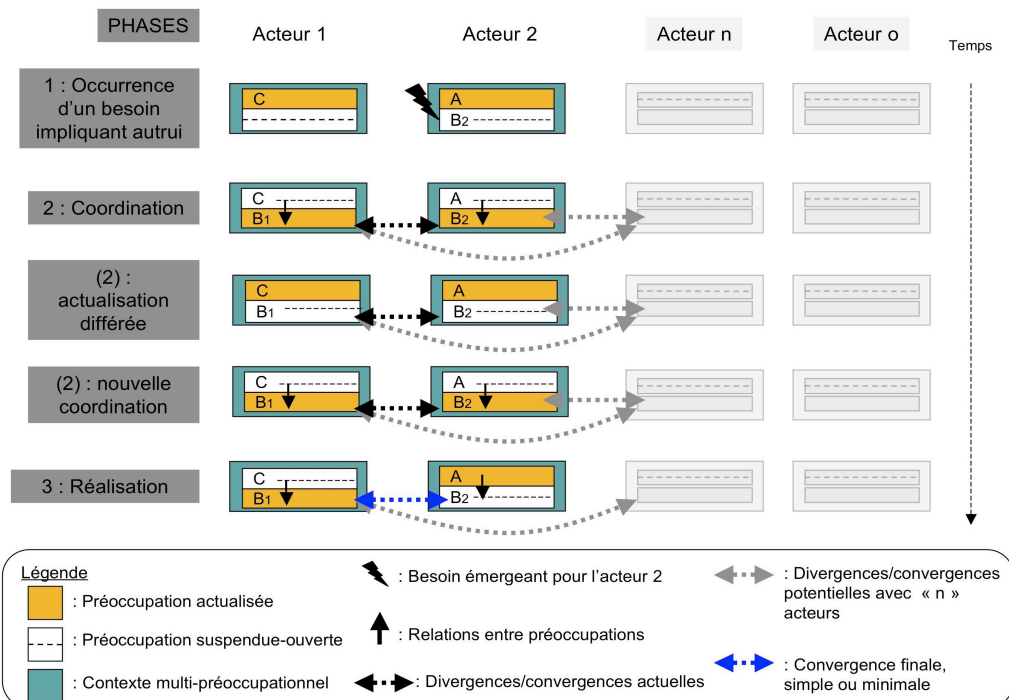 PHASES
Acteur 1
Acteur 2
Acteur n
Acteur o
Temps
1 : Occurrence
d’un besoin
impliquant autrui
C
A
B2
2 : Coordination
C
B1
A
B2
(2) :
actualisation
différée
C
B1
A
B2
(2) : nouvelle
coordination
C
B1
A
B2
3 : Réalisation
C
B1
A
B2
Légende
: Préoccupation actualisée
: Préoccupation suspendue-ouverte
: Contexte multi-préoccupationnel
: Besoin émergeant pour l’acteur 2
: Relations entre préoccupations
: Divergences/convergences actuelles
: Divergences/convergences
potentielles avec « n »
acteurs
: Convergence finale,
simple ou minimale